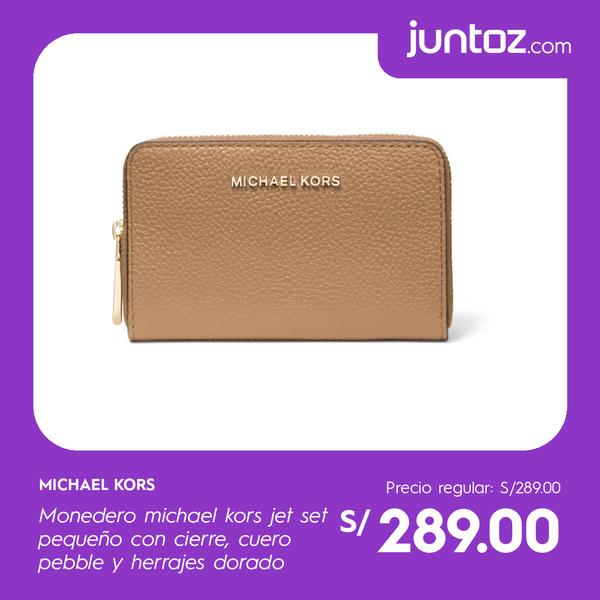 juntoz.com
MICHAEL KORS
MICHAEL KORS
Monedero michael kors jet set
pequeño con cierre, cuero
pebble y herrajes dorado
Precio regular: S/289.00
S/ 289.00